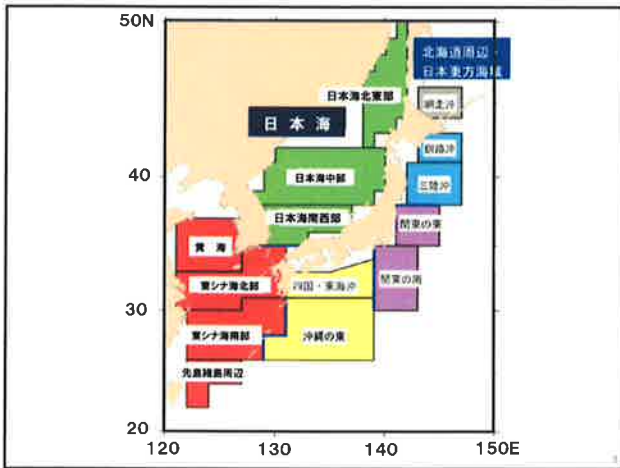 50N
北海道周辺・
日本東方海域
日本海北東部
網走沖
日本海
釧路沖
40
日本海中部
三陸沖
日本海南西部
関東の東
黄海
関東の南
東シナ海北部
四国・東海沖
30
東シナ海南部
沖縄の東
先島諸島周辺
20
120
130
140
150E